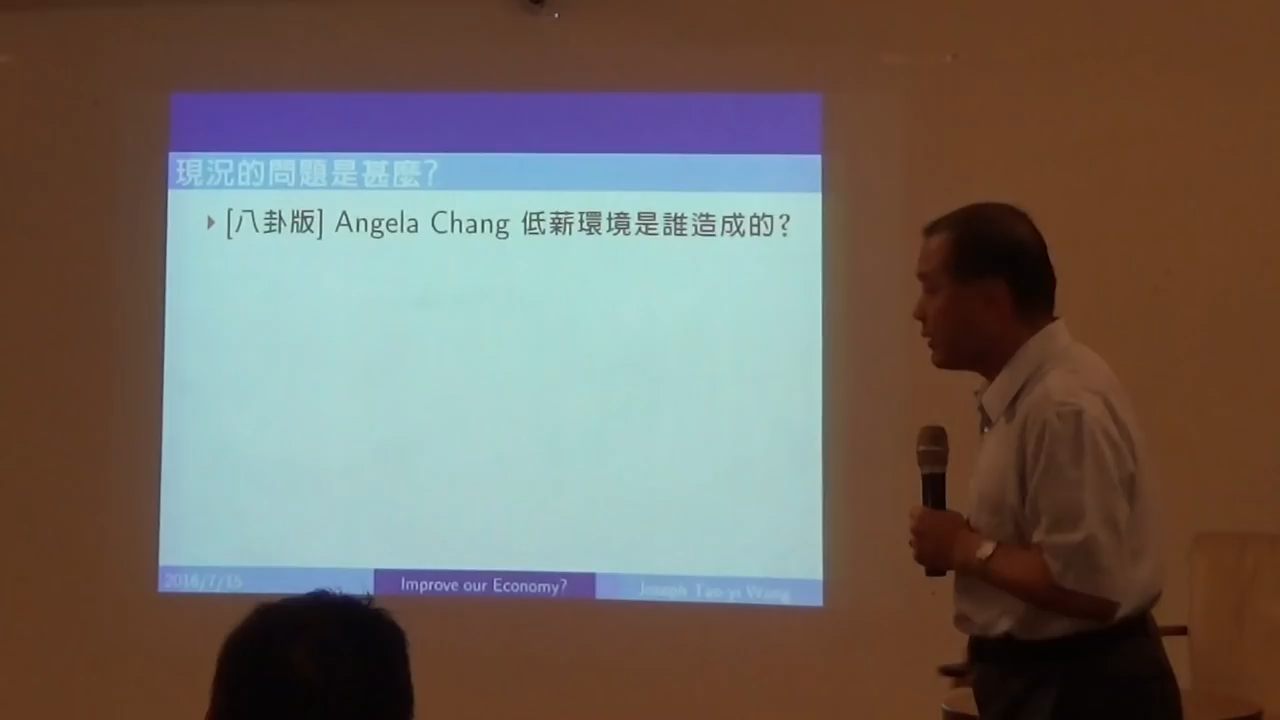 現況的問題是甚麼?
[八卦版] Angela Chang 低薪環境是誰造成的?
2016/7/15 Improve our Economy? Joseph Tao-yi Wang